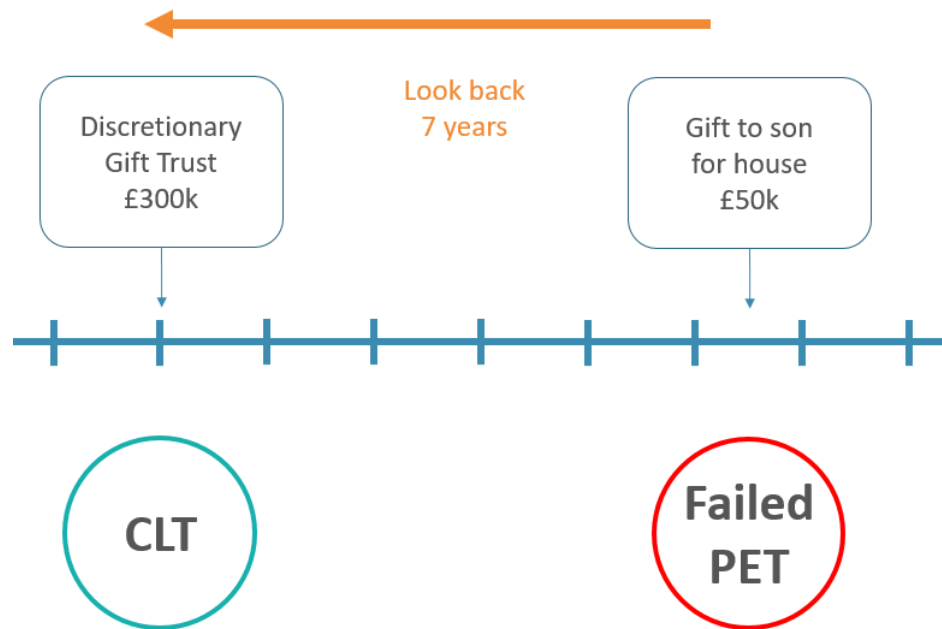 Look back
7 years
Discretionary
Gift Trust
£300k
Gift to son
for house
£50k
CLT
Failed
PET